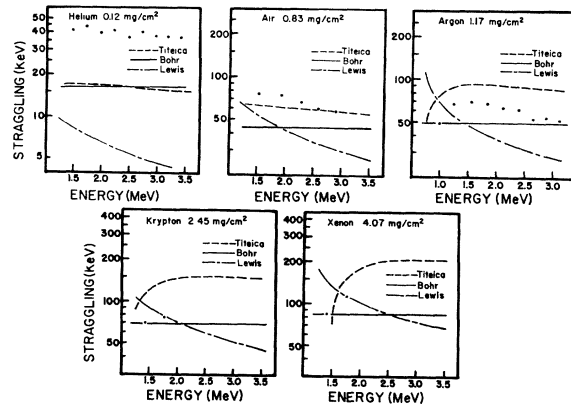 Helium 0.12 mg/cm²
STRAGGLING (KeV)
40
30
20
10
5
Titeica
Bohr
Lewis
1.5 2.0 2.5 3.0 3.5
ENERGY (MeV)
Air 0.83 mg/cm²
100
50
Titeica
Bohr
Lewis
1.5 2.0 2.5 3.0 3.5
ENERGY (MeV)
Argon 1.17 mg/cm²
100
50
Titeica
Bohr
Lewis
1.0 1.5 2.0 2.5 3.0
ENERGY (MeV)
Krypton 2.45 mg/cm²
STRAGGLING (KeV)
400
200
100
50
Titeica
Bohr
Lewis
1.5 2.0 2.5 3.0 3.5
ENERGY (MeV)
Xenon 4.07 mg/cm²
400
200
100
50
Titeica
Bohr
Lewis
1.5 2.0 2.5 3.0 3.5
ENERGY (MeV)